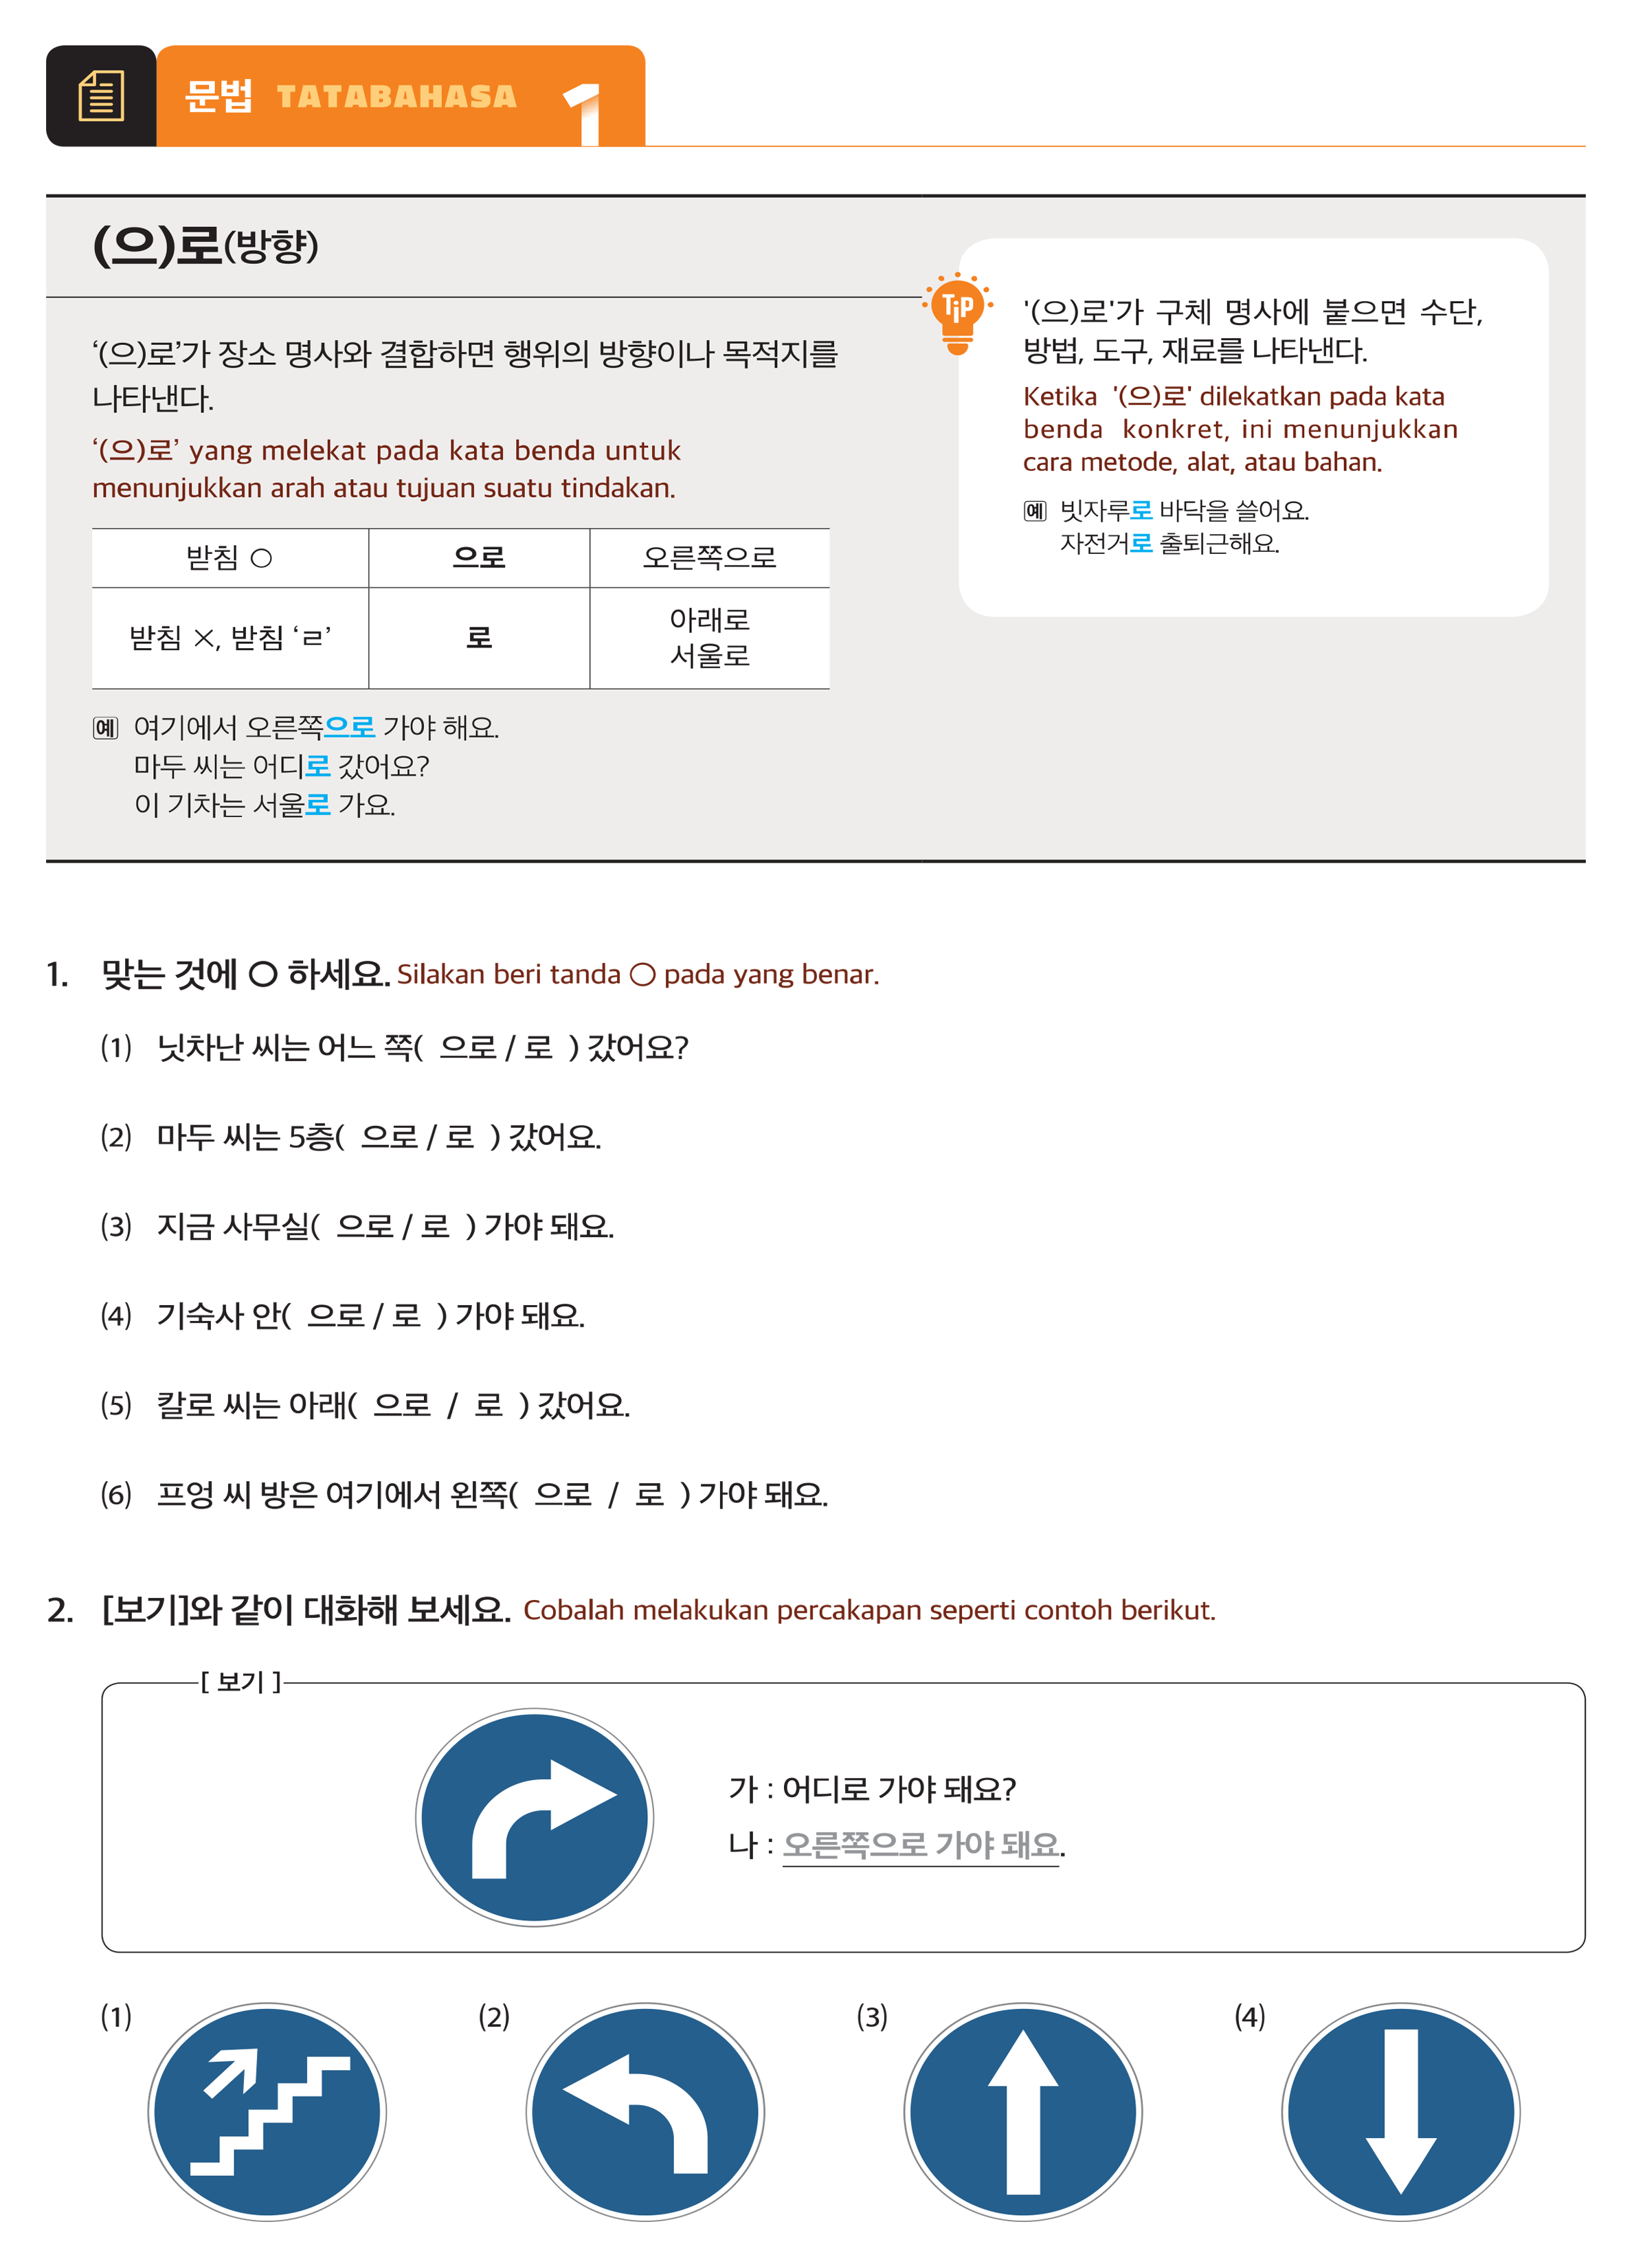 문법 TATABAHASA 1
(으)로(방향)
‘(으)로’가 장소 명사와 결합하면 행위의 방향이나 목적지를
나타낸다.
‘(으)로’ yang melekat pada kata benda untuk
menunjukkan arah atau tujuan suatu tindakan.
받침 ○ 으로 오른쪽으로
받침 ×, 받침 ‘ㄹ’ 로 아래로
서울로
예 여기에서 오른쪽으로 가야 해요.
마두 씨는 어디로 갔어요?
이 기차는 서울로 가요.
TiP
'(으)로'가 구체 명사에 붙으면 수단,
방법, 도구, 재료를 나타낸다.
Ketika '(으)로' dilekatkan pada kata
benda konkret, ini menunjukkan
cara metode, alat, atau bahan.
예 빗자루로 바닥을 쓸어요.
자전거로 출퇴근해요.
1. 맞는 것에 ○ 하세요. Silakan beri tanda ○ pada yang benar.
(1) 닛차난 씨는 어느 쪽( 으로 / 로 ) 갔어요?
(2) 마두 씨는 5층( 으로 / 로 ) 갔어요.
(3) 지금 사무실( 으로 / 로 ) 가야 돼요.
(4) 기숙사 안( 으로 / 로 ) 가야 돼요.
(5) 칼로 씨는 아래( 으로 / 로 ) 갔어요.
(6) 프엉 씨 방은 여기에서 왼쪽( 으로 / 로 ) 가야 돼요.
2. [보기]와 같이 대화해 보세요. Cobalah melakukan percakapan seperti contoh berikut.
[ 보기 ]
가 : 어디로 가야 돼요?
나 : 오른쪽으로 가야 돼요.
(1) (2) (3) (4)